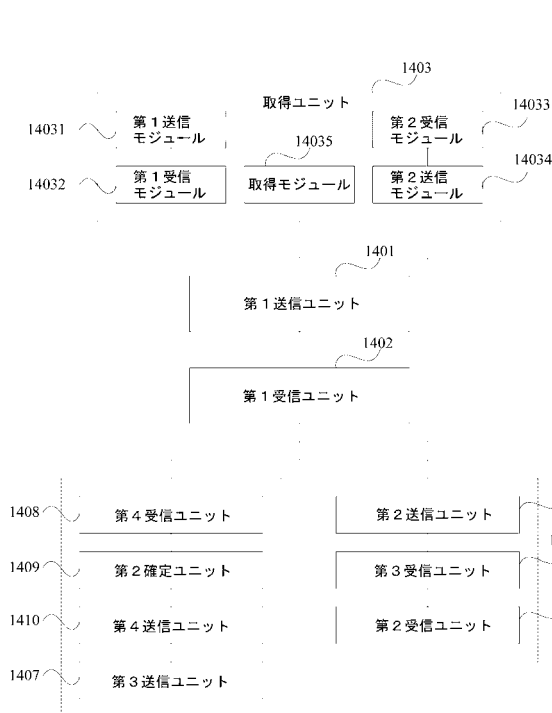 1403
取得ユニット
14031
第１送信
モジュール
第２受信
モジュール
14033
14035
14032
第１受信
モジュール
取得モジュール
第２送信
モジュール
14034
1401
第１送信ユニット
1402
第１受信ユニット
1408
第４受信ユニット
第２送信ユニット
1409
第２確定ユニット
第３受信ユニット
1410
第４送信ユニット
第２受信ユニット
1407
第３送信ユニット